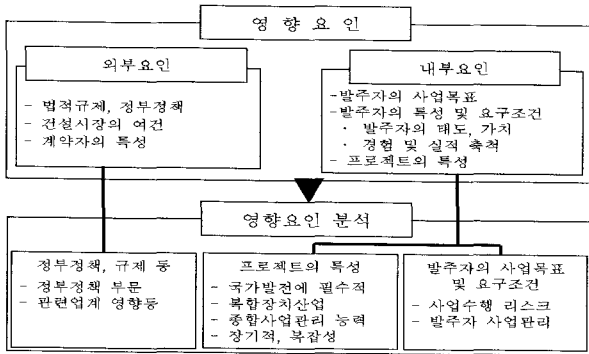 영 향 요 인
외부요인
- 법적규제, 정부정책
- 건설시장의 여건
- 계약자의 특성
내부요인
-발주자의 사업목표
-발주자의 특성 및 요구조건
· 발주자의 태도, 가치
· 경험 및 실적 축척
- 프로젝트의 특성
영향요인 분석
정부정책, 규제 등
- 정부정책 부문
- 관련업계 영향등
프로젝트의 특성
- 국가발전에 필수적
- 복합장치산업
- 종합사업관리 능력
- 장기적, 복잡성
발주자의 사업목표
및 요구조건
- 사업수행 리스크
- 발주자 사업관리